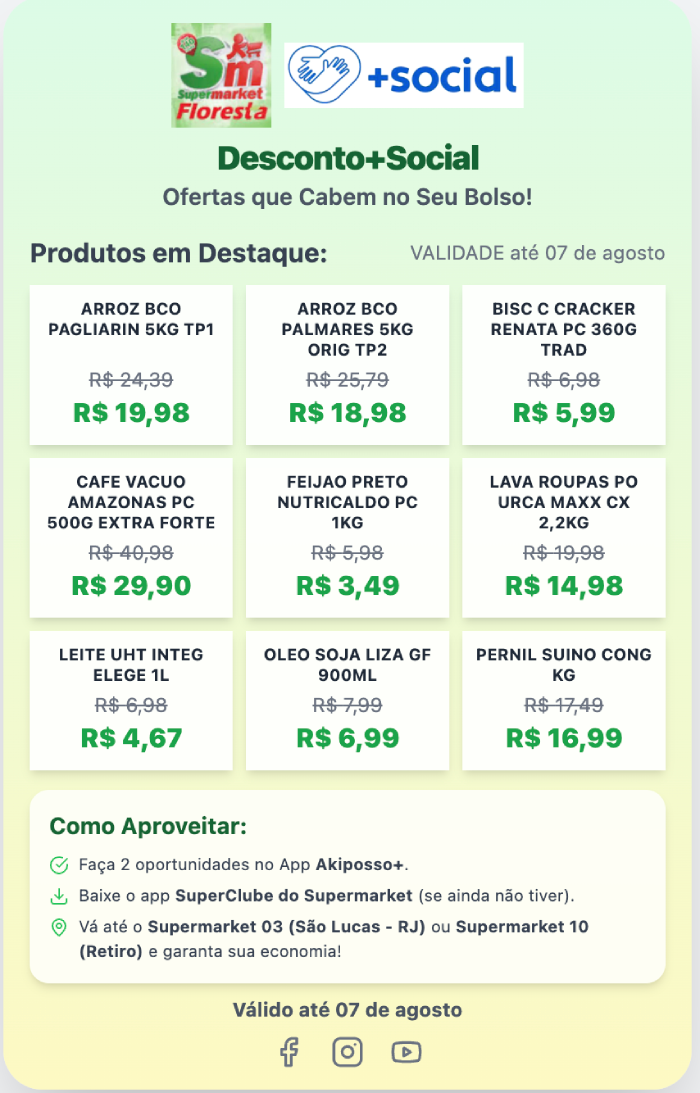 Sm
Supermarket
Floresta
+social
Desconto+Social
Ofertas que Cabem no Seu Bolso!
Produtos em Destaque:
VALIDADE até 07 de agosto
ARROZ BCO
PAGLIARIN 5KG TP1
R$ 24,39
R$ 19,98
ARROZ BCO
PALMARES 5KG
ORIG TP2
R$ 25,79
R$ 18,98
BISC C CRACKER
RENATA PC 360G
TRAD
R$ 6,98
R$ 5,99
CAFE VACUO
AMAZONAS PC
500G EXTRA FORTE
R$ 40,98
R$ 29,90
FEIJAO PRETO
NUTRICALDO PC
1KG
R$ 5,98
R$ 3,49
LAVA ROUPAS PO
URCA MAXX CX
2,2KG
R$ 19,98
R$ 14,98
LEITE UHT INTEG
ELEGE 1L
R$ 6,98
R$ 4,67
OLEO SOJA LIZA GF
900ML
R$ 7,99
R$ 6,99
PERNIL SUINO CONG
KG
R$ 17,49
R$ 16,99
Como Aproveitar:
Faça 2 oportunidades no App Akiposso+.
Baixe o app SuperClube do Supermarket (se ainda não tiver).
Vá até o Supermarket 03 (São Lucas - RJ) ou Supermarket 10
(Retiro) e garanta sua economia!
Válido até 07 de agosto